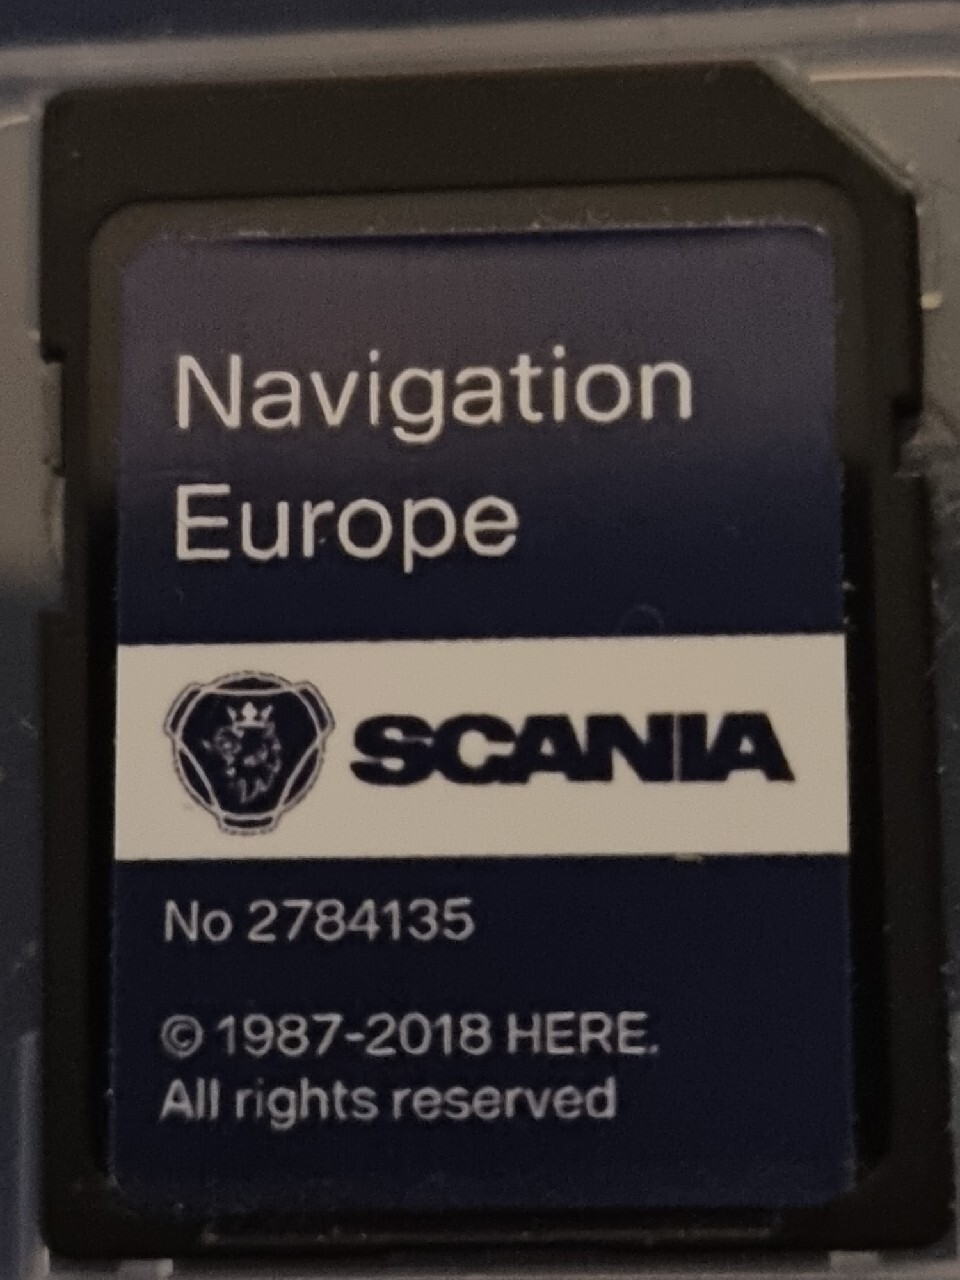 Navigation
Europe
SCANIA
No 2784135
© 1987-2018 HERE.
All rights reserved